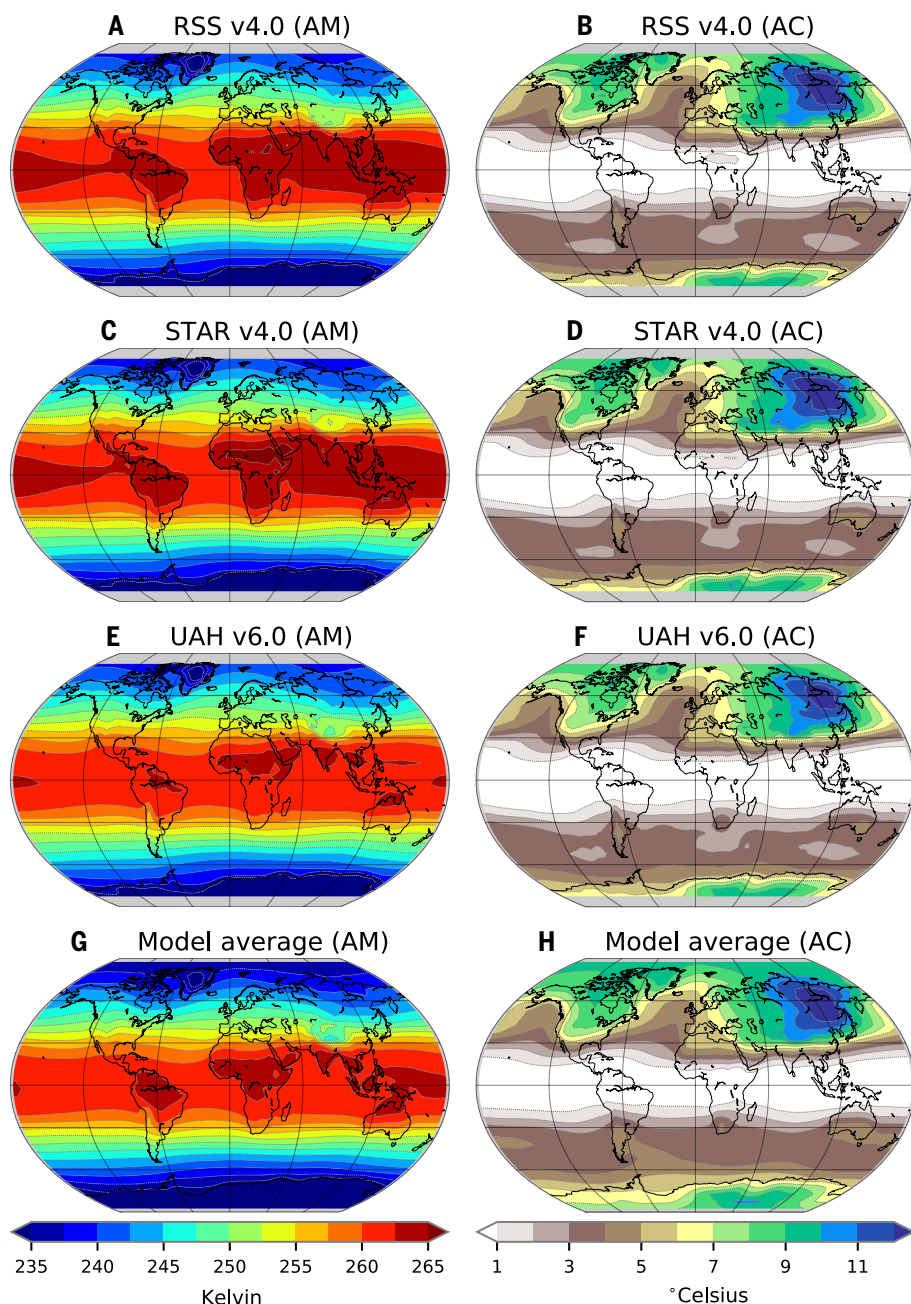 A RSS v4.0 (AM)
B RSS v4.0 (AC)
C STAR v4.0 (AM)
D STAR v4.0 (AC)
E UAH v6.0 (AM)
F UAH v6.0 (AC)
G Model average (AM)
H Model average (AC)
235 240 245 250 255 260 265
Kelvin
1 3 5 7 9 11
°Celsius